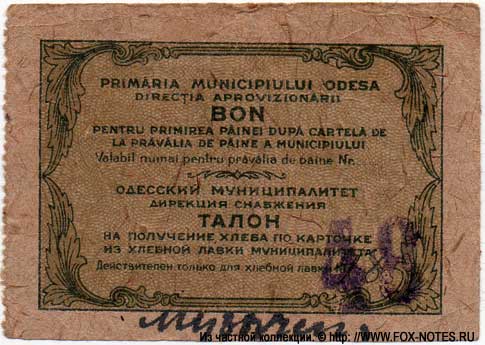 PRIMĂRIA MUNICIPIULUI ODESA
DIRECȚIA APROVIZIONĂRII
BON
PENTRU PRIMIREA PÂINEI DUPĂ CARTELA DE
LA PRĂVĂLIA DE PÂINE A MUNICIPIULUI
Valabil numai pentru prăvălia de pâine Nr.
ОДЕССКИЙ МУНИЦИПАЛИТЕТ
ДИРЕКЦИЯ СНАБЖЕНИЯ
ТАЛОН
НА ПОЛУЧЕНИЕ ХЛЕБА ПО КАРТОЧКЕ
ИЗ ХЛЕБНОЙ ЛАВКИ МУНИЦИПАЛИТЕТА
Действителен только для хлебной лавки №
Из частной коллекции. © WWW.FOX-NOTES.RU